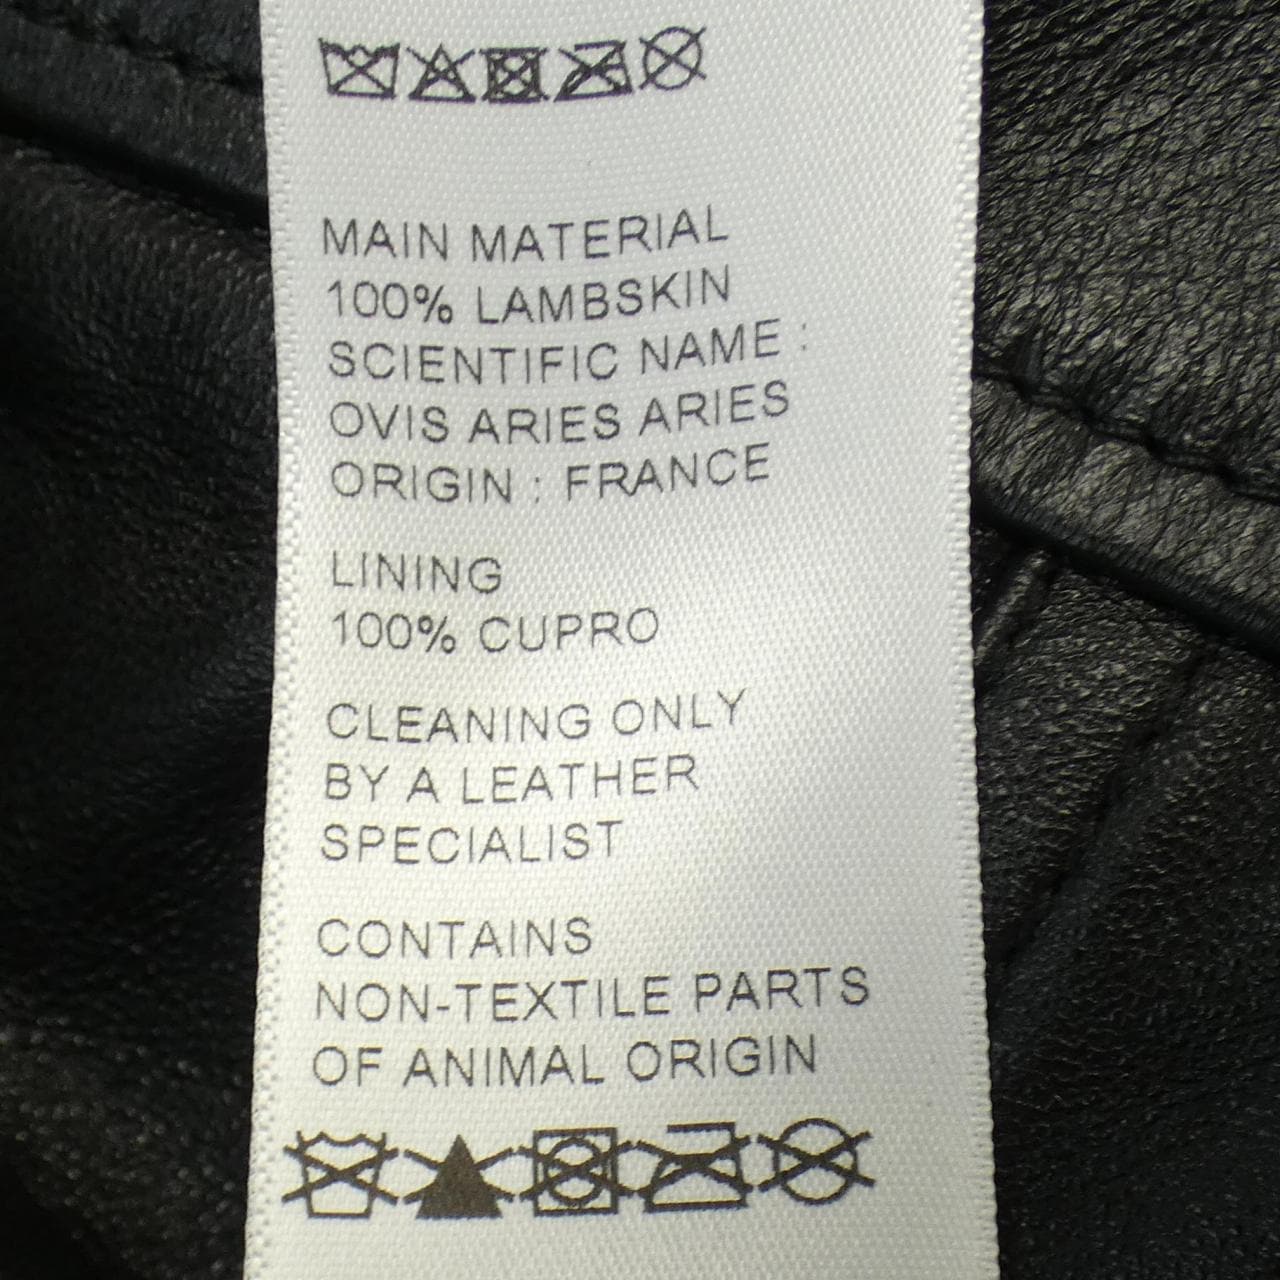 MAIN MATERIAL
100% LAMBSKIN
SCIENTIFIC NAME :
OVIS ARIES ARIES
ORIGIN : FRANCE
LINING
100% CUPRO
CLEANING ONLY
BY A LEATHER
SPECIALIST
CONTAINS
NON-TEXTILE PARTS
OF ANIMAL ORIGIN